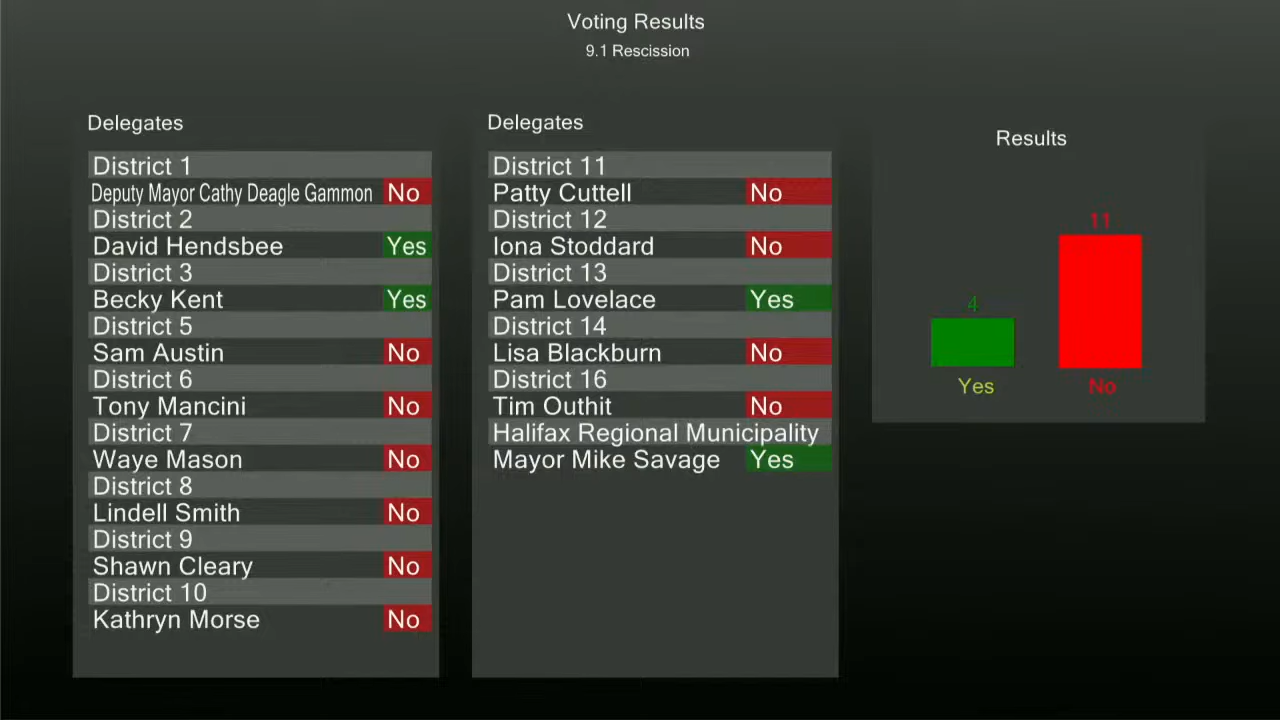 Voting Results
9.1 Rescission
Delegates
District 1
Deputy Mayor Cathy Deagle Gammon No
District 2
David Hendsbee Yes
District 3
Becky Kent Yes
District 5
Sam Austin No
District 6
Tony Mancini No
District 7
Waye Mason No
District 8
Lindell Smith No
District 9
Shawn Cleary No
District 10
Kathryn Morse No
Delegates
District 11
Patty Cuttell No
District 12
Iona Stoddard No
District 13
Pam Lovelace Yes
District 14
Lisa Blackburn No
District 16
Tim Outhit No
Halifax Regional Municipality
Mayor Mike Savage Yes
Results
11
4
Yes No